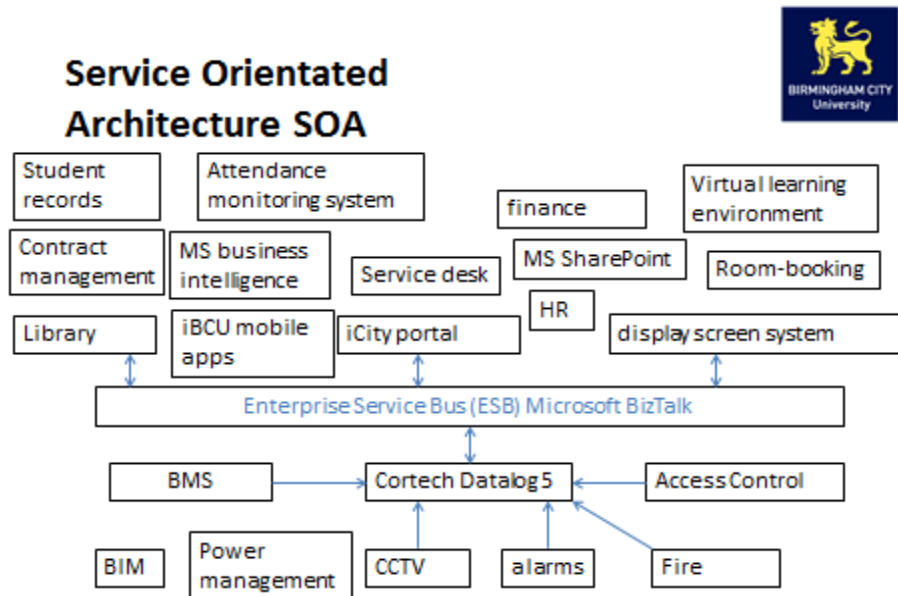 Service Orientated
Architecture SOA
BIRMINGHAM CITY
University
Student
records
Attendance
monitoring system
finance
Virtual learning
environment
Contract
management
MS business
intelligence
Service desk
MS SharePoint
Room-booking
HR
Library
iBCU mobile
apps
iCity portal
display screen system
Enterprise Service Bus (ESB) Microsoft BizTalk
BMS
Cortech Datalog 5
Access Control
BIM
Power
management
CCTV
alarms
Fire